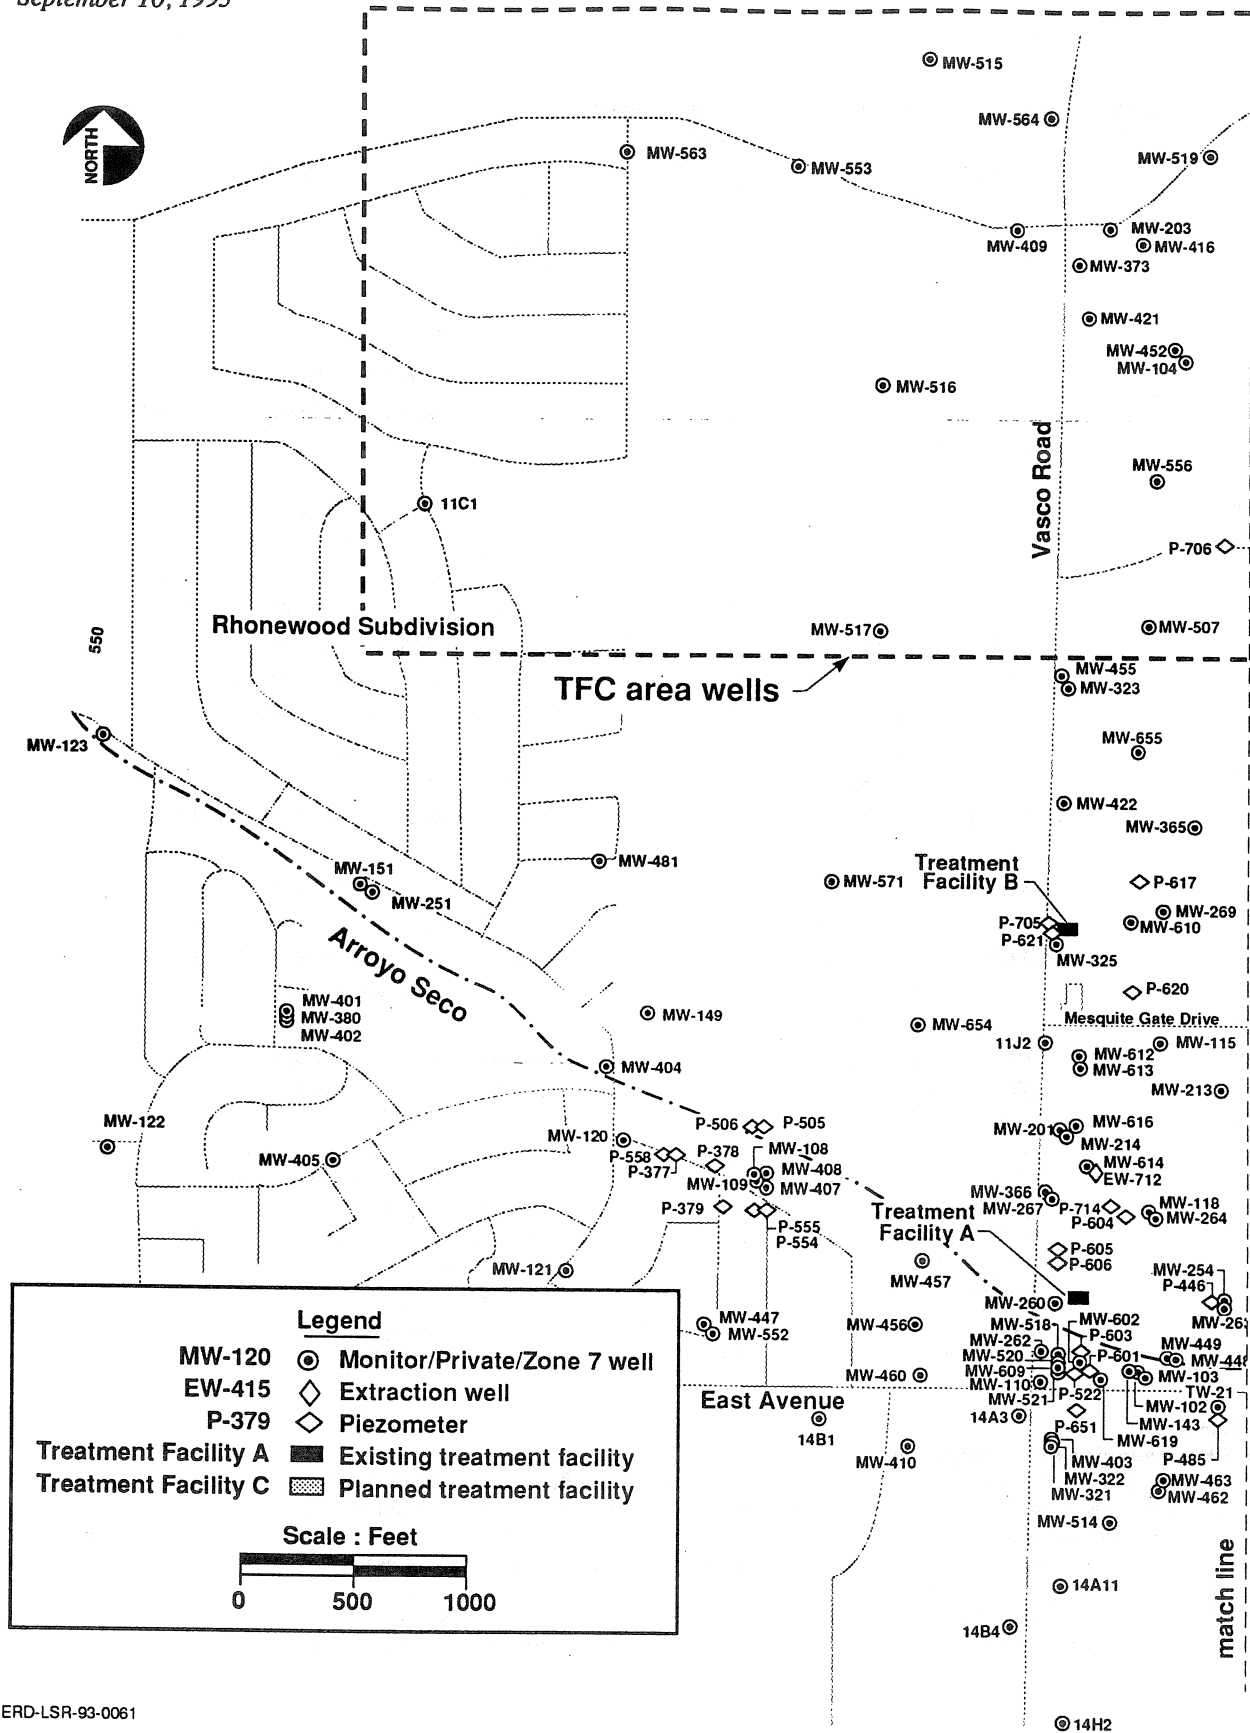 September 10, 1993
NORTH
MW-515
MW-564
MW-563
MW-553
MW-519
MW-409
MW-203
MW-416
MW-373
MW-421
MW-452
MW-104
MW-516
Vasco Road
MW-556
11C1
P-706
550
Rhonewood Subdivision
MW-517
MW-507
TFC area wells
MW-455
MW-323
MW-123
MW-655
MW-422
MW-365
MW-481
MW-151
MW-251
MW-571
Treatment
Facility B
P-617
MW-269
MW-610
P-705
P-621
MW-325
Arroyo Seco
P-620
MW-401
MW-380
MW-402
MW-149
MW-654
Mesquite Gate Drive
11J2
MW-115
MW-612
MW-613
MW-404
MW-213
MW-122
P-506
P-505
MW-201
MW-616
MW-214
MW-120
MW-108
P-558
P-378
MW-405
P-377
MW-408
MW-614
EW-712
MW-109
MW-407
MW-366
MW-267
P-714
MW-118
P-604
MW-264
P-379
P-555
P-554
Treatment
Facility A
P-605
P-606
MW-121
MW-457
MW-254
P-446
MW-260
MW-447
MW-552
MW-456
MW-518
MW-602
P-603
MW-262
MW-520
P-601
MW-449
MW-448
MW-609
MW-460
MW-110
MW-103
MW-521
P-522
TW-21
MW-102
East Avenue
14B1
14A3
P-651
MW-143
MW-619
MW-410
P-485
MW-403
MW-322
MW-321
MW-463
MW-462
MW-514
14A11
14B4
14H2
match line
Legend
MW-120 Monitor/Private/Zone 7 well
EW-415 Extraction well
P-379 Piezometer
Treatment Facility A Existing treatment facility
Treatment Facility C Planned treatment facility
Scale : Feet
0 500 1000
ERD-LSR-93-0061